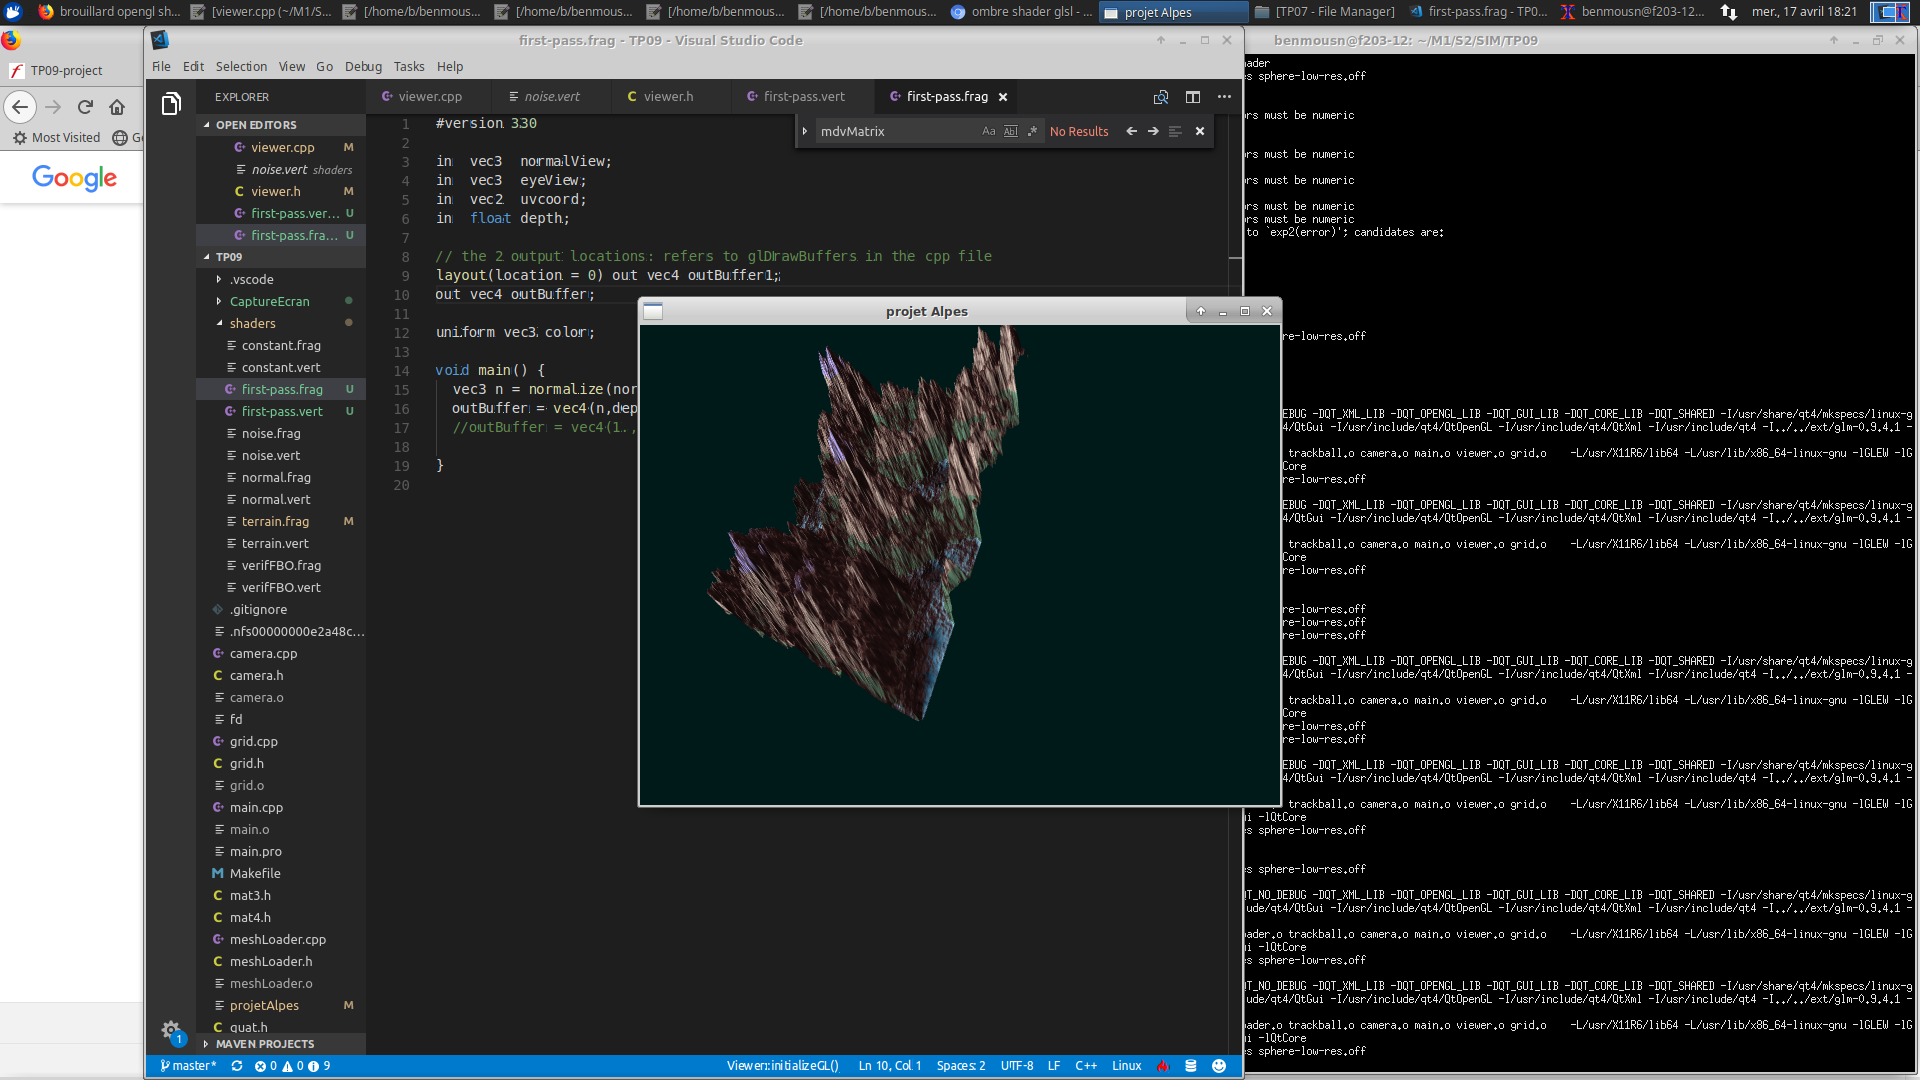 brouillard opengl sh...
[viewer.cpp (~/M1/S...
[/home/b/benmous...
[/home/b/benmous...
[/home/b/benmous...
[/home/b/benmous...
ombre shader glsl - ...
projet Alpes
[TP07 - File Manager]
first-pass.frag - TP0...
benmousn@f203-12...
mer., 17 avril 18:21
TP09-project
Most Visited
Ge
Google
first-pass.frag - TP09 - Visual Studio Code
File Edit Selection View Go Debug Tasks Help
EXPLORER
OPEN EDITORS
viewer.cpp M
noise.vert shaders
viewer.h M
first-pass.ver... U
first-pass.fra... U
TP09
.vscode
CaptureEcran
shaders
constant.frag
constant.vert
first-pass.frag U
first-pass.vert U
noise.frag
noise.vert
normal.frag
normal.vert
terrain.frag M
terrain.vert
verifFBO.frag
verifFBO.vert
.gitignore
.nfs00000000e2a48c...
camera.cpp
camera.h
camera.o
fd
grid.cpp
grid.h
grid.o
main.cpp
main.o
main.pro
Makefile
mat3.h
mat4.h
meshLoader.cpp
meshLoader.h
meshLoader.o
projetAlpes M
quat.h
MAVEN PROJECTS
viewer.cpp
noise.vert
viewer.h
first-pass.vert
first-pass.frag
mdvMatrix
Aa Abl .* No Results
1 #version 330
2
3 in vec3 normalView;
4 in vec3 eyeView;
5 in vec2 uvcoord;
6 in float depth;
7
8 // the 2 output locations: refers to glDrawBuffers in the cpp file
9 layout(location = 0) out vec4 outBuffer1;
10 out vec4 outBuffer;
11
12 uniform vec3 color;
13
14 void main() {
15 vec3 n = normalize(nor
16 outBuffer = vec4(n,dep
17 //outBuffer = vec4(1.,
18
19 }
20
projet Alpes
1
master* 0 0 9 Viewer::initializeGL() Ln 10, Col 1 Spaces: 2 UTF-8 LF C++ Linux
benmousn@f203-12: ~/M1/S2/SIM/TP09
ader
s sphere-low-res.off
rs must be numeric
rs must be numeric
rs must be numeric
rs must be numeric
rs must be numeric
to `exp2(error)'; candidates are:
re-low-res.off
EBUG -DQT_XML_LIB -DQT_OPENGL_LIB -DQT_GUI_LIB -DQT_CORE_LIB -DQT_SHARED -I/usr/share/qt4/mkspecs/linux-g
4/QtGui -I/usr/include/qt4/QtOpenGL -I/usr/include/qt4/QtXml -I/usr/include/qt4 -I../../ext/glm-0.9.4.1 -
trackball.o camera.o main.o viewer.o grid.o -L/usr/X11R6/lib64 -L/usr/lib/x86_64-linux-gnu -lGLEW -lG
Core
re-low-res.off
EBUG -DQT_XML_LIB -DQT_OPENGL_LIB -DQT_GUI_LIB -DQT_CORE_LIB -DQT_SHARED -I/usr/share/qt4/mkspecs/linux-g
4/QtGui -I/usr/include/qt4/QtOpenGL -I/usr/include/qt4/QtXml -I/usr/include/qt4 -I../../ext/glm-0.9.4.1 -
trackball.o camera.o main.o viewer.o grid.o -L/usr/X11R6/lib64 -L/usr/lib/x86_64-linux-gnu -lGLEW -lG
Core
re-low-res.off
re-low-res.off
re-low-res.off
re-low-res.off
EBUG -DQT_XML_LIB -DQT_OPENGL_LIB -DQT_GUI_LIB -DQT_CORE_LIB -DQT_SHARED -I/usr/share/qt4/mkspecs/linux-g
4/QtGui -I/usr/include/qt4/QtOpenGL -I/usr/include/qt4/QtXml -I/usr/include/qt4 -I../../ext/glm-0.9.4.1 -
trackball.o camera.o main.o viewer.o grid.o -L/usr/X11R6/lib64 -L/usr/lib/x86_64-linux-gnu -lGLEW -lG
Core
re-low-res.off
re-low-res.off
EBUG -DQT_XML_LIB -DQT_OPENGL_LIB -DQT_GUI_LIB -DQT_CORE_LIB -DQT_SHARED -I/usr/share/qt4/mkspecs/linux-g
4/QtGui -I/usr/include/qt4/QtOpenGL -I/usr/include/qt4/QtXml -I/usr/include/qt4 -I../../ext/glm-0.9.4.1 -
trackball.o camera.o main.o viewer.o grid.o -L/usr/X11R6/lib64 -L/usr/lib/x86_64-linux-gnu -lGLEW -lG
ui -lQtCore
s sphere-low-res.off
s sphere-low-res.off
QT_NO_DEBUG -DQT_XML_LIB -DQT_OPENGL_LIB -DQT_GUI_LIB -DQT_CORE_LIB -DQT_SHARED -I/usr/share/qt4/mkspecs/linux-g
lude/qt4/QtGui -I/usr/include/qt4/QtOpenGL -I/usr/include/qt4/QtXml -I/usr/include/qt4 -I../../ext/glm-0.9.4.1 -
oader.o trackball.o camera.o main.o viewer.o grid.o -L/usr/X11R6/lib64 -L/usr/lib/x86_64-linux-gnu -lGLEW -lG
ui -lQtCore
s sphere-low-res.off
QT_NO_DEBUG -DQT_XML_LIB -DQT_OPENGL_LIB -DQT_GUI_LIB -DQT_CORE_LIB -DQT_SHARED -I/usr/share/qt4/mkspecs/linux-g
lude/qt4/QtGui -I/usr/include/qt4/QtOpenGL -I/usr/include/qt4/QtXml -I/usr/include/qt4 -I../../ext/glm-0.9.4.1 -
oader.o trackball.o camera.o main.o viewer.o grid.o -L/usr/X11R6/lib64 -L/usr/lib/x86_64-linux-gnu -lGLEW -lG
ui -lQtCore
s sphere-low-res.off